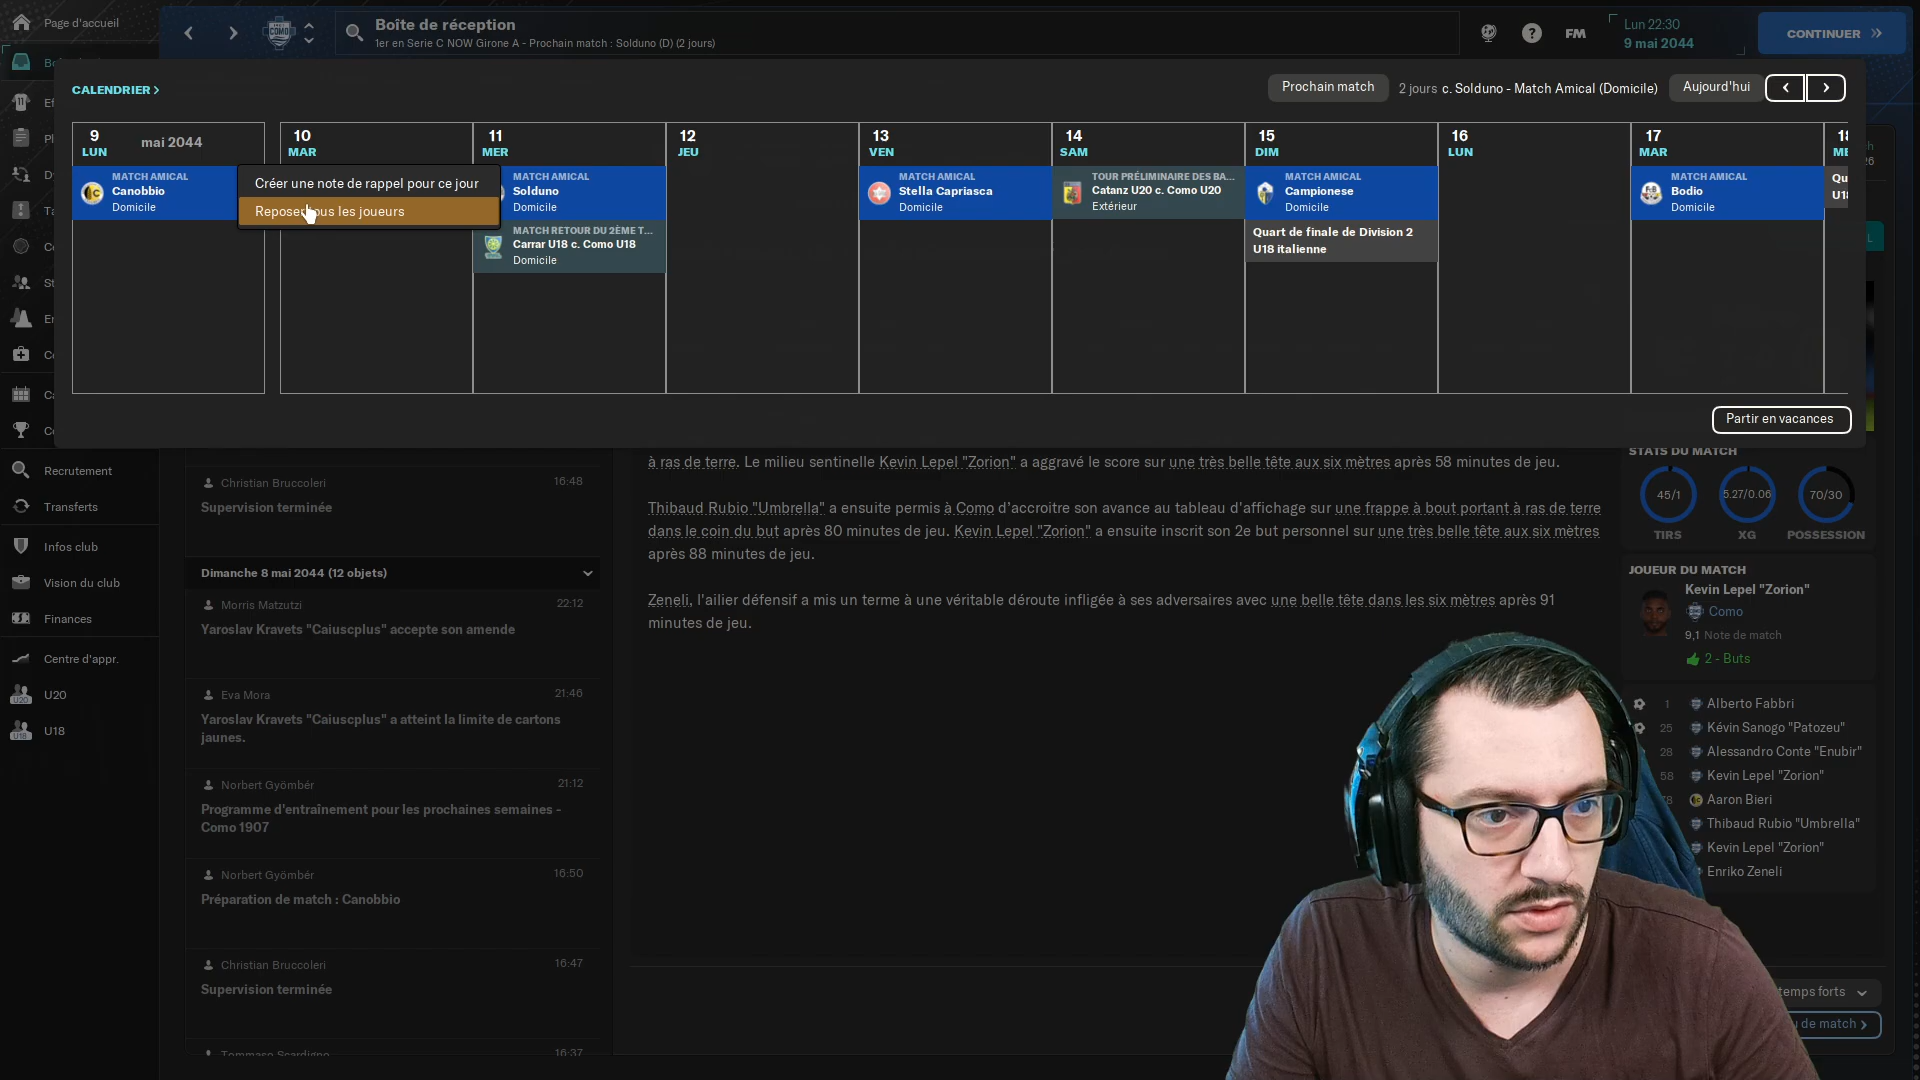 Page d'accueil
Boîte de réception
1er en Serie C NOW Girone A - Prochain match : Solduno (D) (2 jours)
FM
Lun 22:30
9 mai 2044
CONTINUER
CALENDRIER >
Prochain match
2 jours c. Solduno - Match Amical (Domicile)
Aujourd'hui
9
LUN
mai 2044
10
MAR
11
MER
12
JEU
13
VEN
14
SAM
15
DIM
16
LUN
17
MAR
MATCH AMICAL
Canobbio
Domicile
Créer une note de rappel pour ce jour
Reposer les joueurs
MATCH AMICAL
Solduno
Domicile
MATCH RETOUR DU 2ÈME T...
Carrar U18 c. Como U18
Domicile
MATCH AMICAL
Stella Capriasca
Domicile
TOUR PRÉLIMINAIRE DES BA...
Catanz U20 c. Como U20
Extérieur
MATCH AMICAL
Campionese
Domicile
Quart de finale de Division 2
U18 italienne
MATCH AMICAL
Bodio
Domicile
Partir en vacances
Recrutement
Transferts
Infos club
Vision du club
Finances
Centre d'appr.
U20
U18
Christian Bruccoleri
16:48
Supervision terminée
Dimanche 8 mai 2044 (12 objets)
Morris Matzutzi
22:12
Yaroslav Kravets "Caiuscplus" accepte son amende
Eva Mora
21:46
Yaroslav Kravets "Caiuscplus" a atteint la limite de cartons
jaunes.
Norbert Gyömbér
21:12
Programme d'entraînement pour les prochaines semaines -
Como 1907
Norbert Gyömbér
16:50
Préparation de match : Canobbio
Christian Bruccoleri
16:47
Supervision terminée
16:37
à ras de terre. Le milieu sentinelle Kevin Lepel "Zorion" a aggravé le score sur une très belle tête aux six mètres après 58 minutes de jeu.
Thibaud Rubio "Umbrella" a ensuite permis à Como d'accroître son avance au tableau d'affichage sur une frappe à bout portant à ras de terre
dans le coin du but après 80 minutes de jeu. Kevin Lepel "Zorion" a ensuite inscrit son 2e but personnel sur une très belle tête aux six mètres
après 88 minutes de jeu.
Zeneli, l'ailier défensif a mis un terme à une véritable déroute infligée à ses adversaires avec une belle tête dans les six mètres après 91
minutes de jeu.
STATS DU MATCH
45/1
5.27/0.06
70/30
TIRS
XG
POSSESSION
JOUEUR DU MATCH
Kevin Lepel "Zorion"
Como
9,1 Note de match
2 - Buts
1 Alberto Fabbri
25 Kévin Sanogo "Patozeu"
28 Alessandro Conte "Enubir"
58 Kevin Lepel "Zorion"
Aaron Bieri
Thibaud Rubio "Umbrella"
Kevin Lepel "Zorion"
Enriko Zeneli
temps forts
de match >